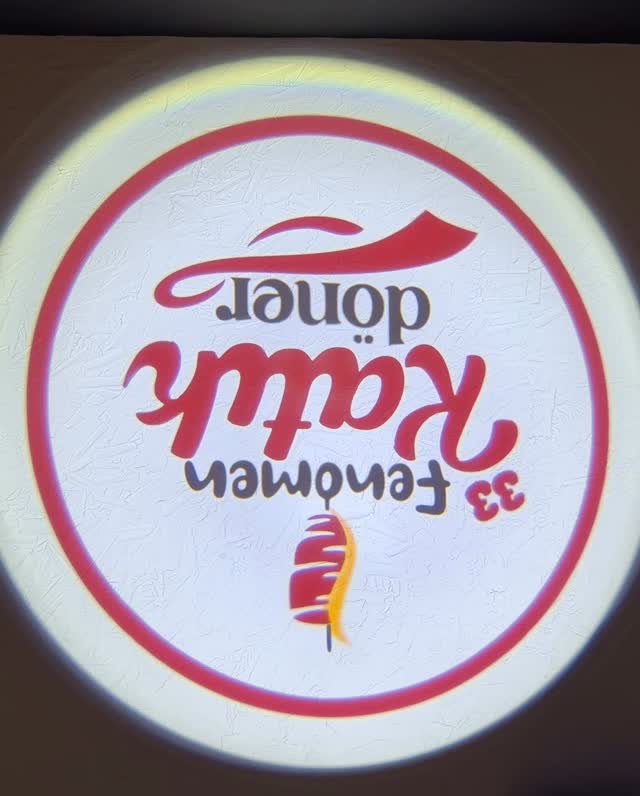 33 fenomen
Katık
döner